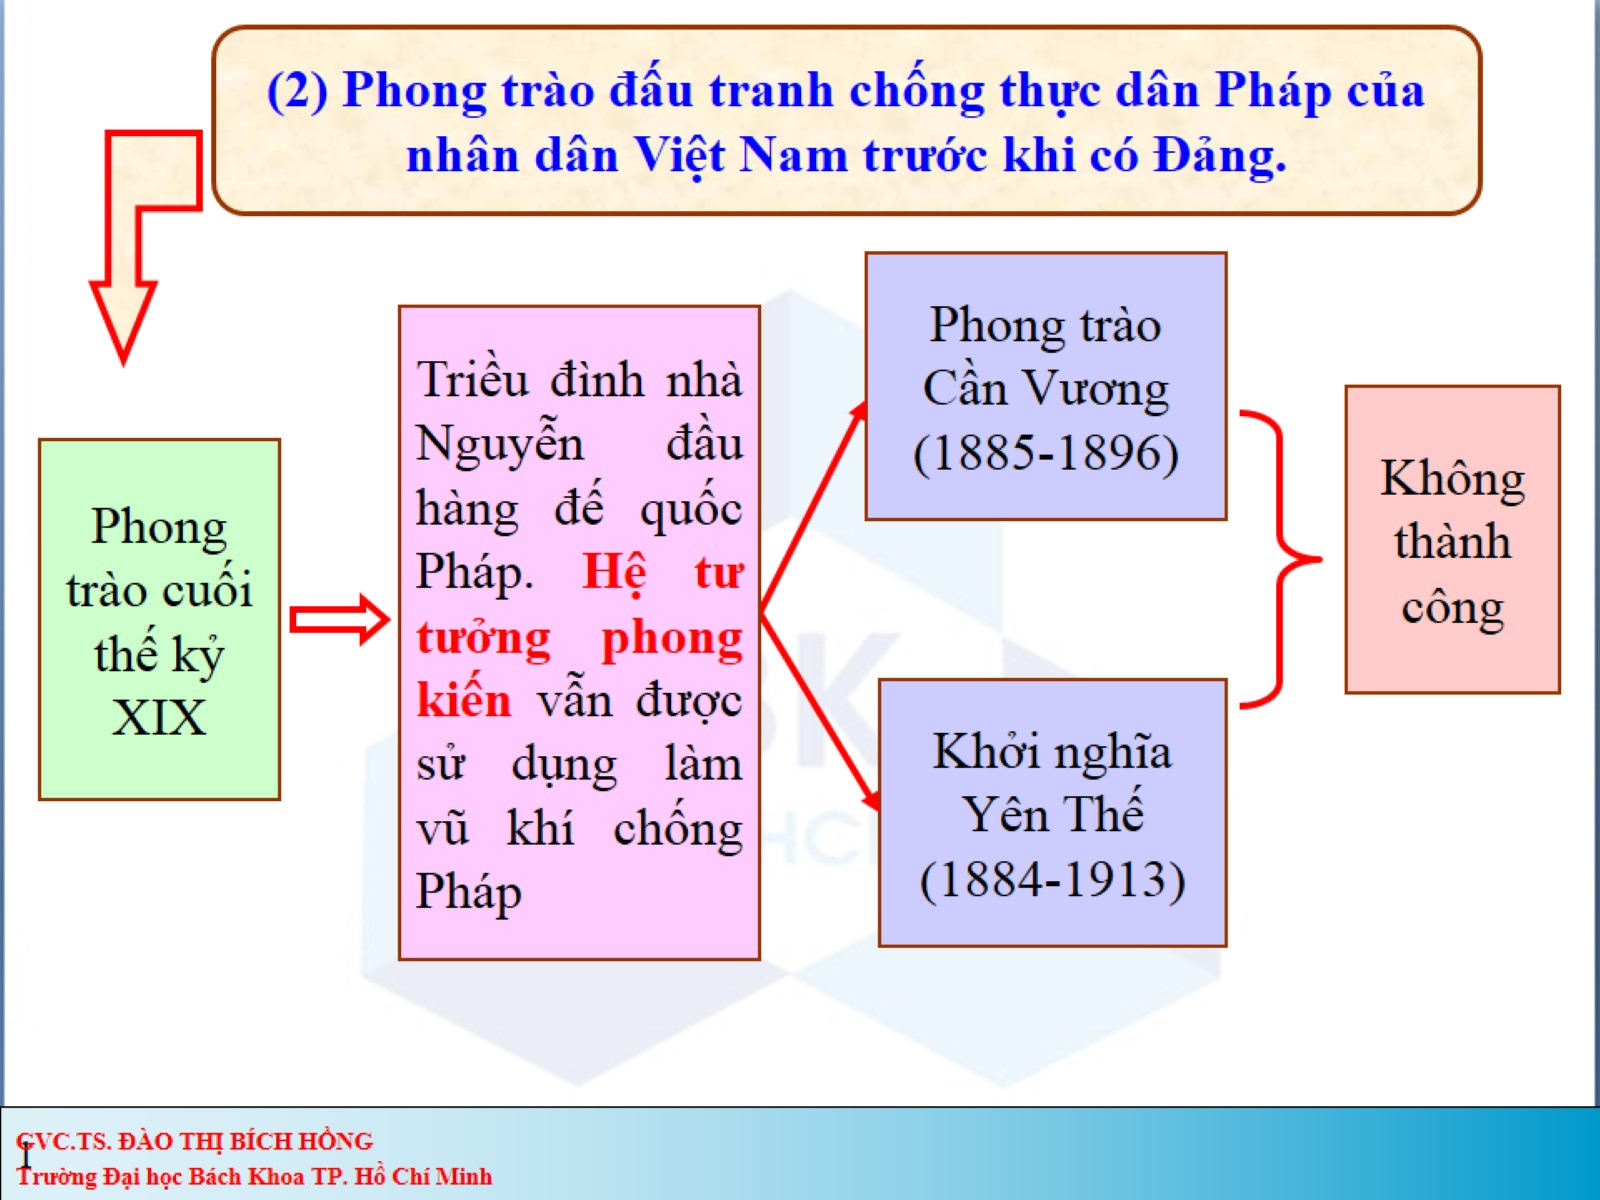 (2) Phong trào đấu tranh chống thực dân Pháp của
nhân dân Việt Nam trước khi có Đảng.
Phong
trào cuối
thế kỷ
XIX
Triều đình nhà
Nguyễn đầu
hàng đế quốc
Pháp. Hệ tư
tưởng phong
kiến vẫn được
sử dụng làm
vũ khí chống
Pháp
Phong trào
Cần Vương
(1885-1896)
Khởi nghĩa
Yên Thế
(1884-1913)
Không
thành
công
GVC.TS. ĐÀO THỊ BÍCH HỒNG
1
Trường Đại học Bách Khoa TP. Hồ Chí Minh